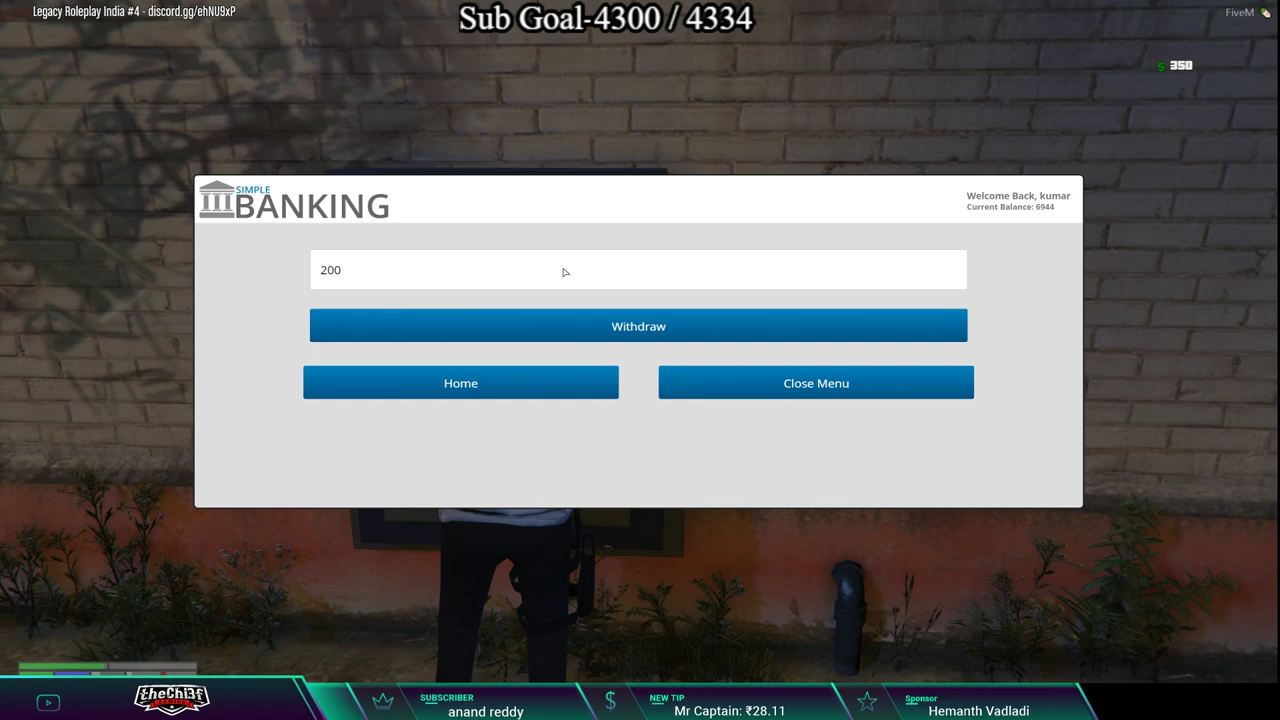 Legacy Roleplay India #4 - discord.gg/ehNU9xP
Sub Goal-4300 / 4334
FiveM
$ 350
SIMPLE
BANKING
Welcome Back, kumar
Current Balance: 6944
200
Withdraw
Home
Close Menu
theChi3f
GAMING
SUBSCRIBER
anand reddy
$
NEW TIP
Mr Captain: ₹28.11
Sponsor
Hemanth Vadladi